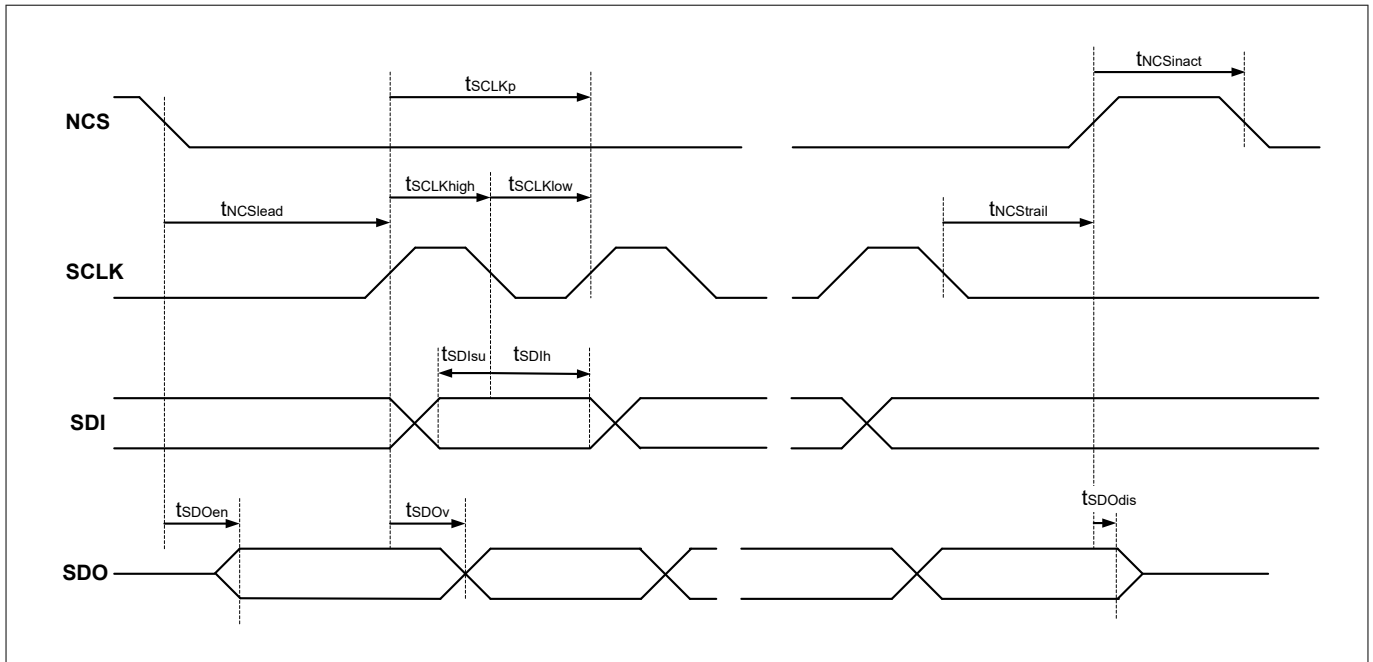 tNCSinact
tSCLKp
NCS
tSCLKhigh tSCLKlow
tNCSlead tNCStrail
SCLK
tSDIsu tSDIh
SDI
tSDOen tSDOv tSDOdis
SDO